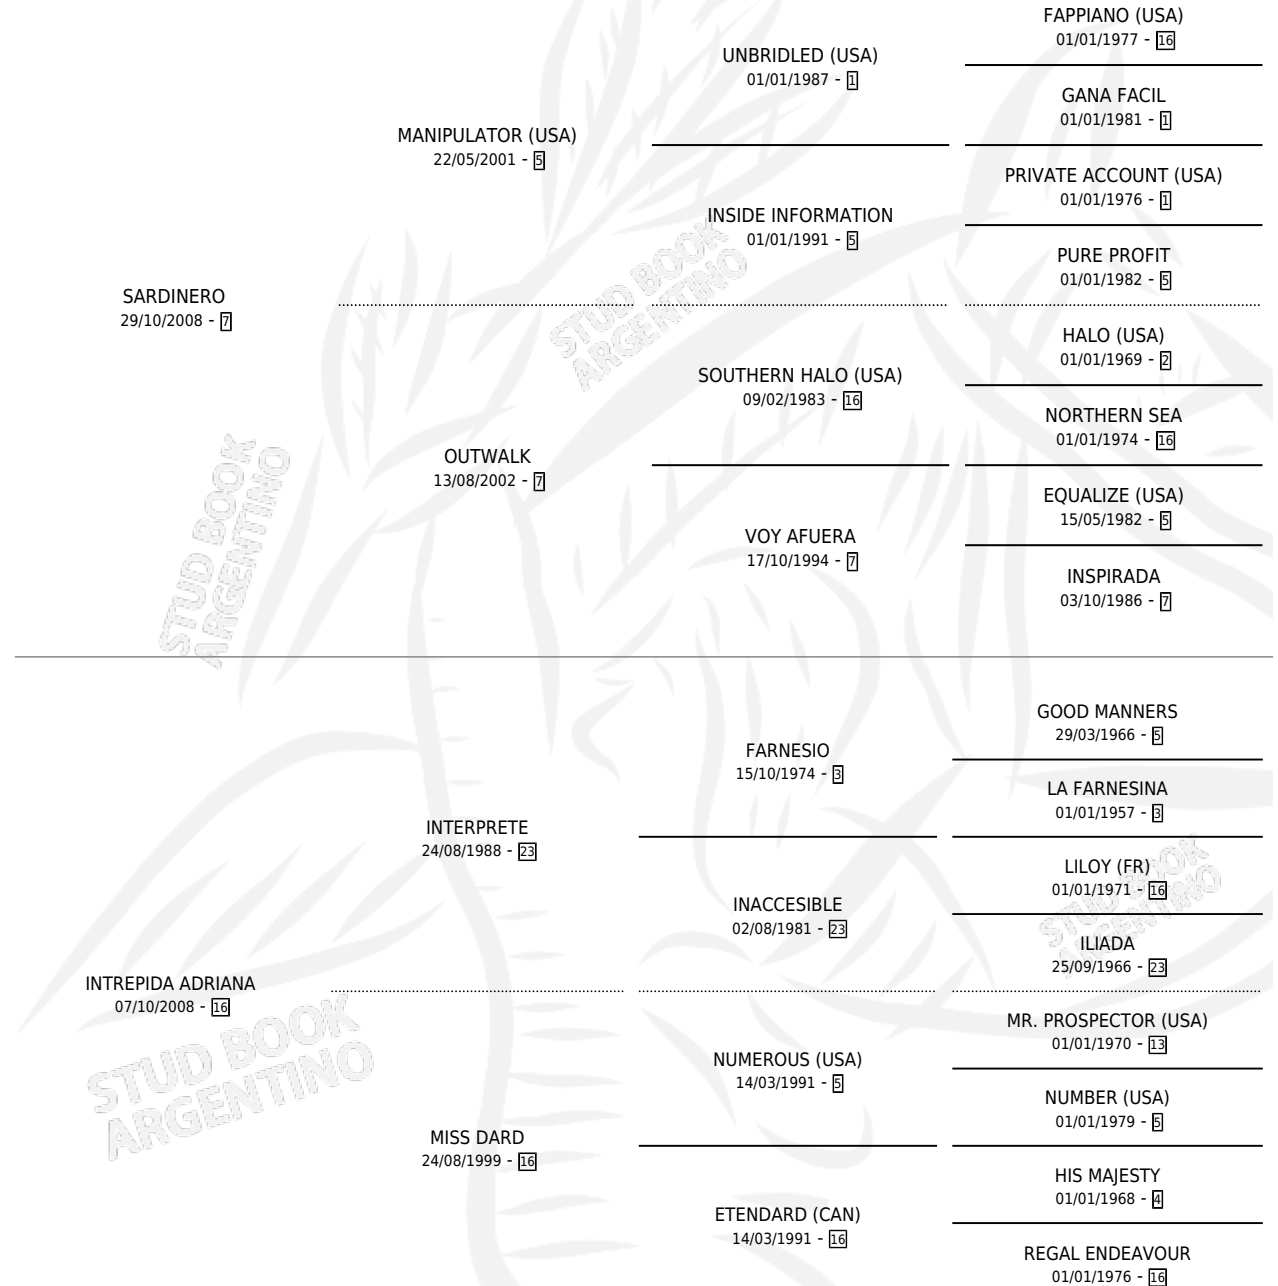 FAPPIANO (USA)
01/01/1977 - 16
UNBRIDLED (USA)
01/01/1987 - 1
GANA FACIL
01/01/1981 - 1
MANIPULATOR (USA)
22/05/2001 - 5
PRIVATE ACCOUNT (USA)
01/01/1976 - 1
INSIDE INFORMATION
01/01/1991 - 5
PURE PROFIT
01/01/1982 - 5
SARDINERO
29/10/2008 - 7
HALO (USA)
01/01/1969 - 2
SOUTHERN HALO (USA)
09/02/1983 - 16
NORTHERN SEA
01/01/1974 - 16
OUTWALK
13/08/2002 - 7
EQUALIZE (USA)
15/05/1982 - 5
VOY AFUERA
17/10/1994 - 7
INSPIRADA
03/10/1986 - 7
GOOD MANNERS
29/03/1966 - 5
FARNESIO
15/10/1974 - 3
LA FARNESINA
01/01/1957 - 3
INTERPRETE
24/08/1988 - 23
LILOY (FR)
01/01/1971 - 16
INACCESIBLE
02/08/1981 - 23
ILIADA
25/09/1966 - 23
INTREPIDA ADRIANA
07/10/2008 - 16
MR. PROSPECTOR (USA)
01/01/1970 - 13
NUMEROUS (USA)
14/03/1991 - 5
NUMBER (USA)
01/01/1979 - 5
MISS DARD
24/08/1999 - 16
HIS MAJESTY
01/01/1968 - 4
ETENDARD (CAN)
14/03/1991 - 16
REGAL ENDEAVOUR
01/01/1976 - 16
STUD BOOK
ARGENTINO
STUD BOOK
ARGENTINO
STUD BOOK
ARGENTINO
STUD BOOK
ARGENTINO